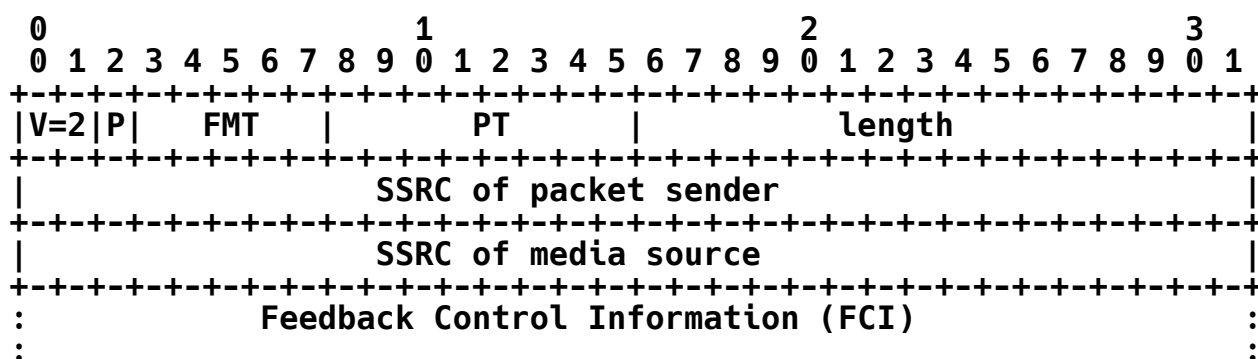 0                   1                   2                   3
 0 1 2 3 4 5 6 7 8 9 0 1 2 3 4 5 6 7 8 9 0 1 2 3 4 5 6 7 8 9 0 1
+-+-+-+-+-+-+-+-+-+-+-+-+-+-+-+-+-+-+-+-+-+-+-+-+-+-+-+-+-+-+-+-+
|V=2|P|   FMT   |       PT      |          length               |
+-+-+-+-+-+-+-+-+-+-+-+-+-+-+-+-+-+-+-+-+-+-+-+-+-+-+-+-+-+-+-+-+
|                  SSRC of packet sender                        |
+-+-+-+-+-+-+-+-+-+-+-+-+-+-+-+-+-+-+-+-+-+-+-+-+-+-+-+-+-+-+-+-+
|                  SSRC of media source                         |
+-+-+-+-+-+-+-+-+-+-+-+-+-+-+-+-+-+-+-+-+-+-+-+-+-+-+-+-+-+-+-+-+
:            Feedback Control Information (FCI)                 :
:                                                               :